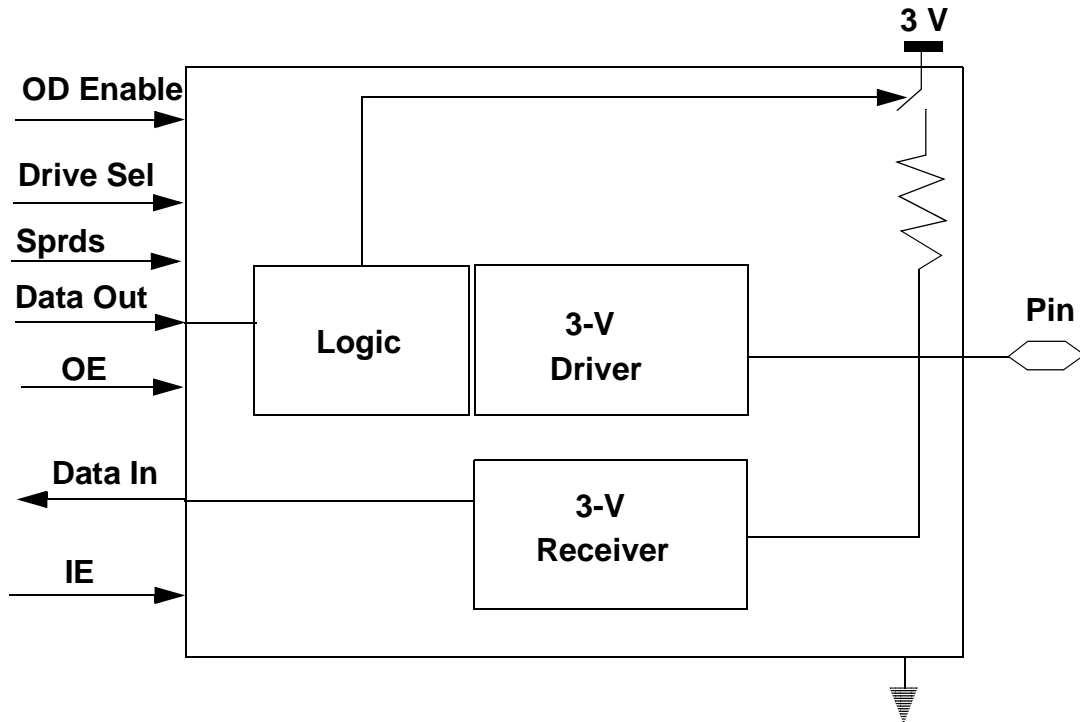 3 V
OD Enable
Drive Sel
Sprds
Data Out
OE
Data In
IE
Logic
3-V
Driver
3-V
Receiver
Pin